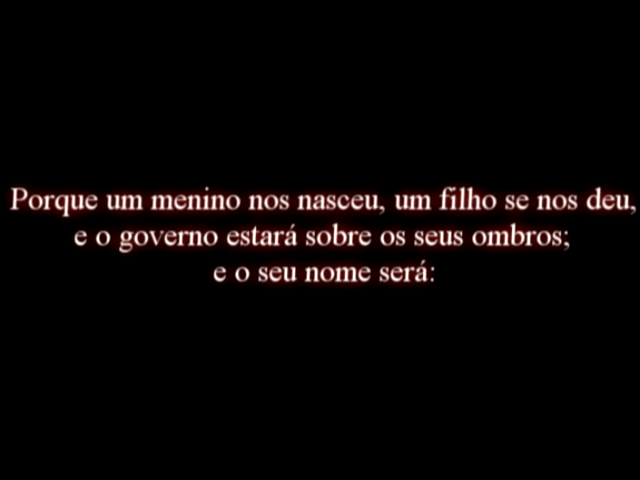 Porque um menino nos nasceu, um filho se nos deu,
e o governo estará sobre os seus ombros;
e o seu nome será: